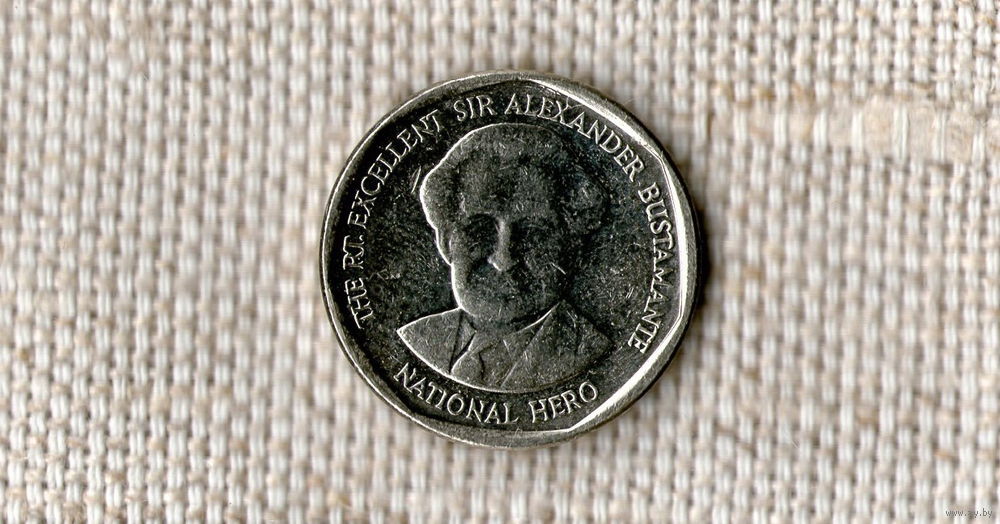 THE RT. EXCELLENT SIR ALEXANDER BUSTAMANTE
NATIONAL HERO
www.ay.by